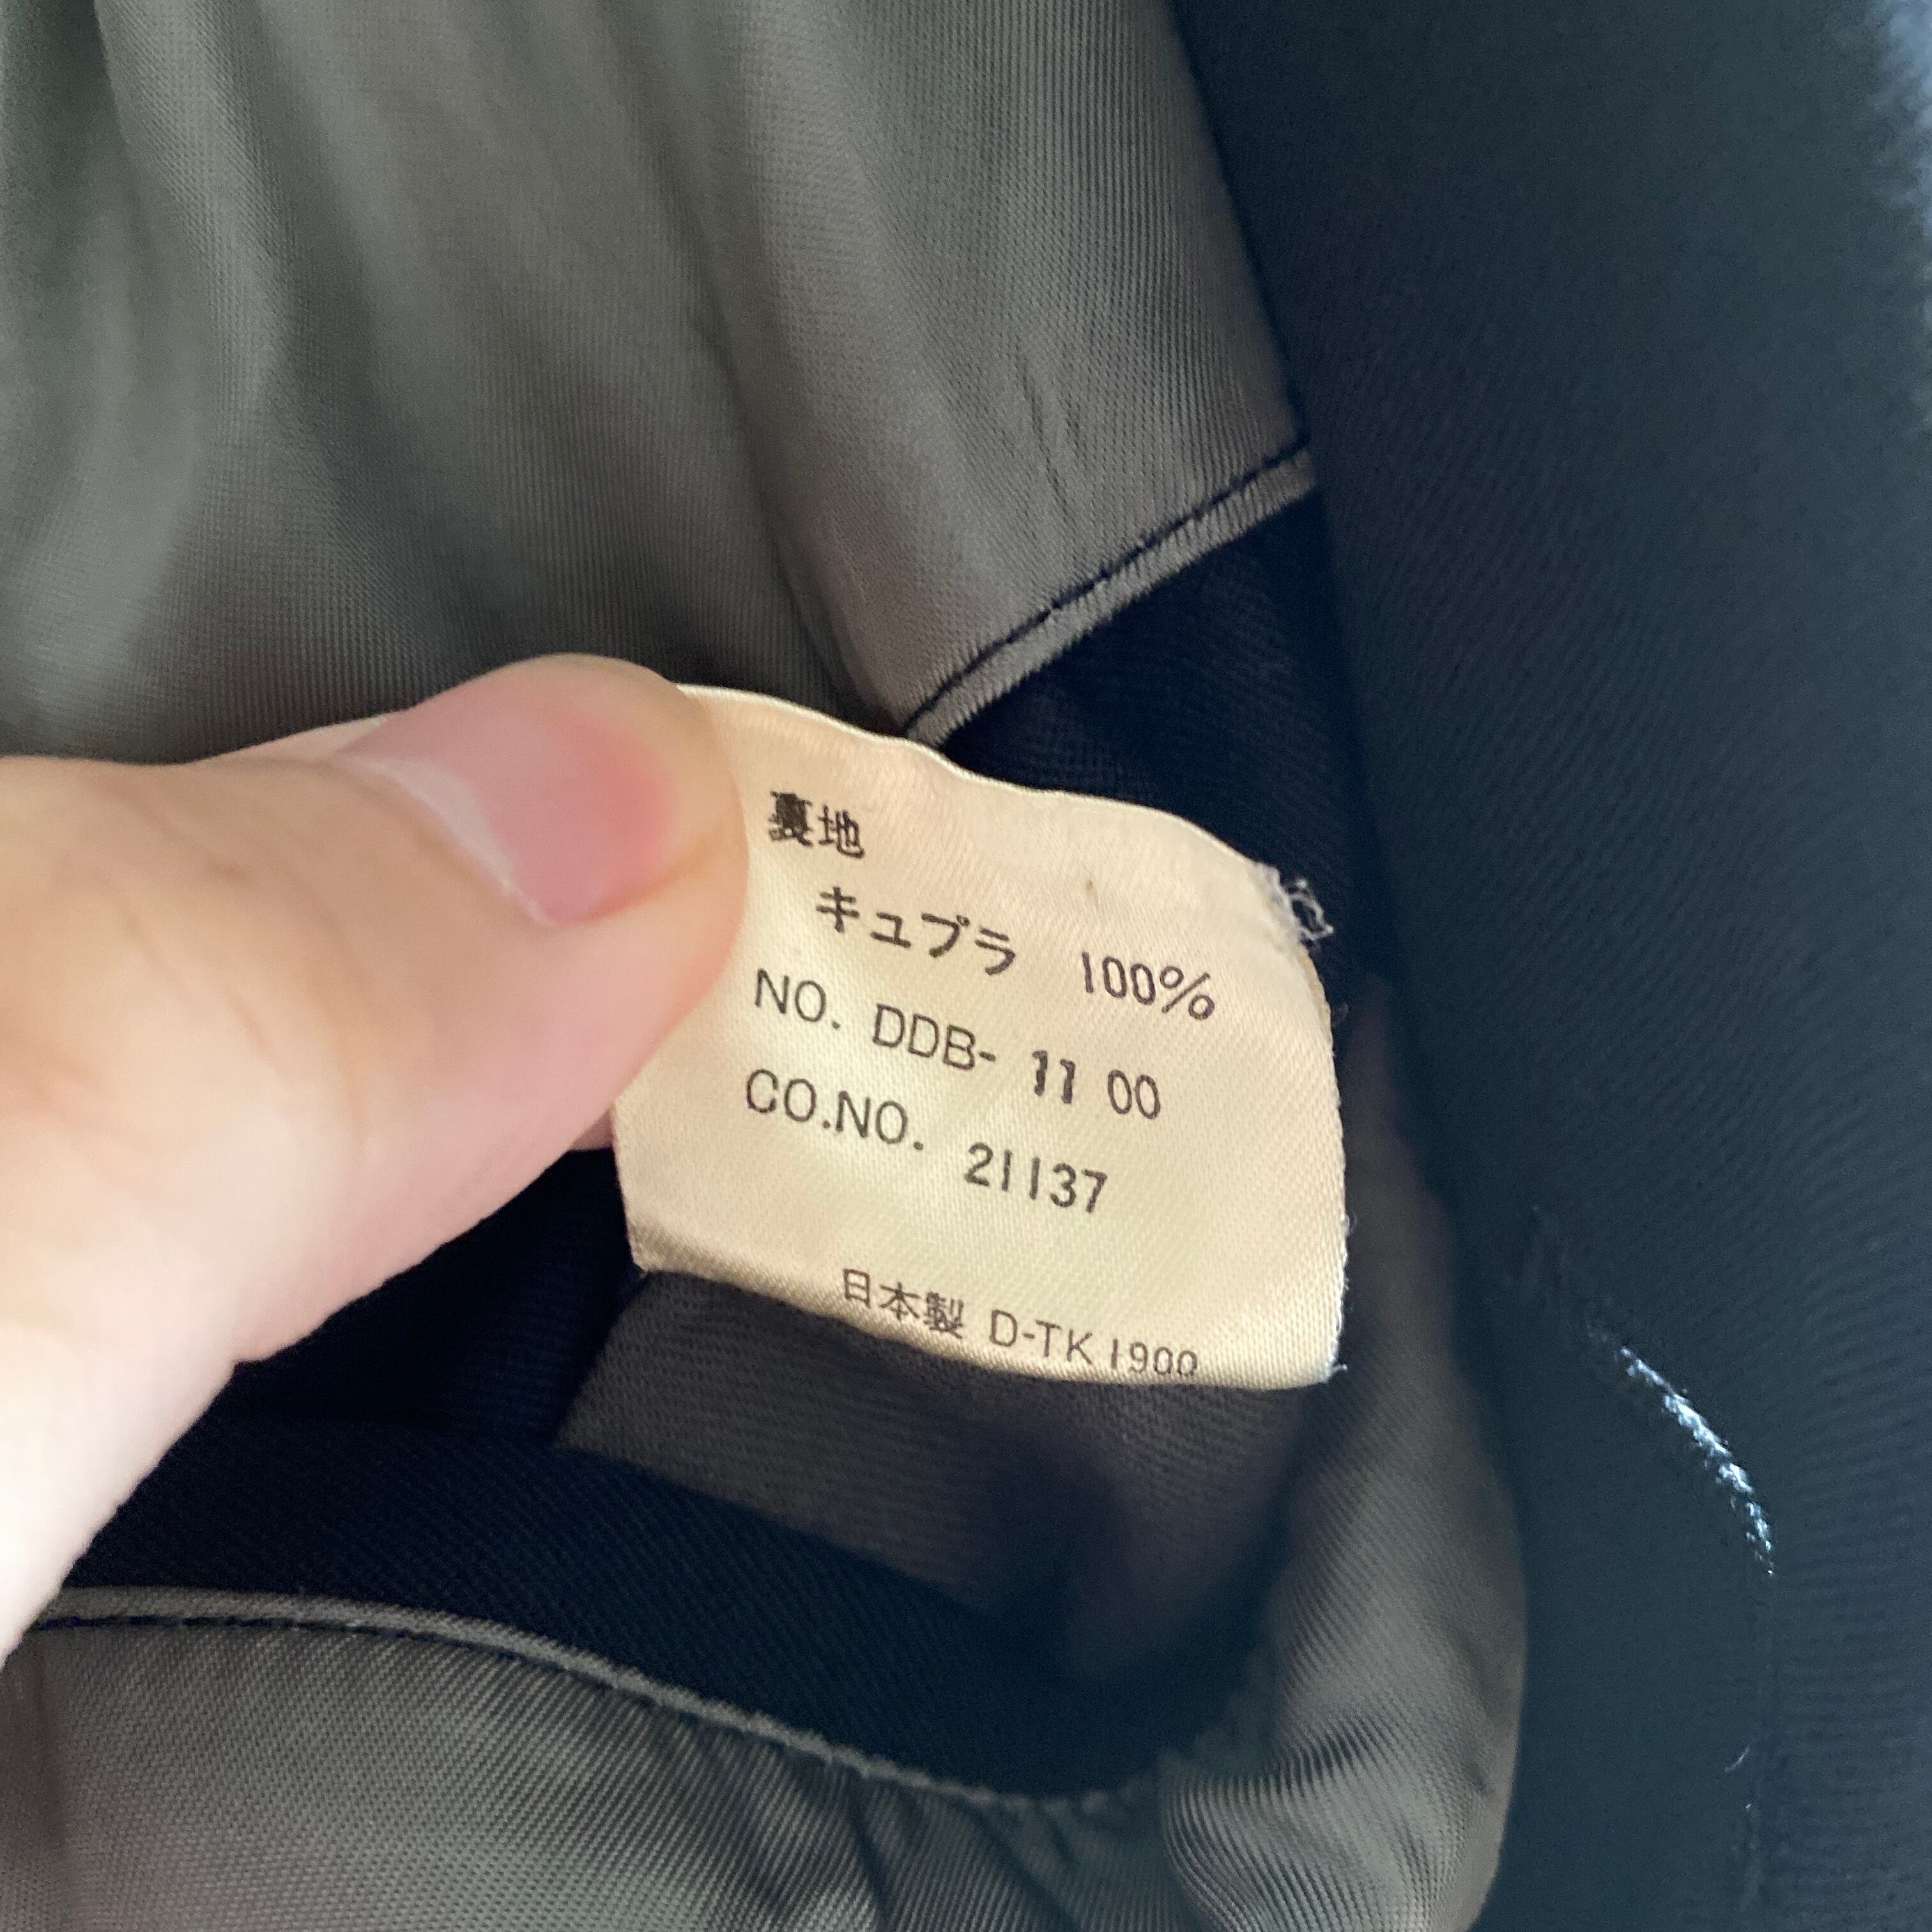 裏地
キュプラ 100%
NO. DDB- 11 00
CO.NO. 21137
日本製 D-TK 1900